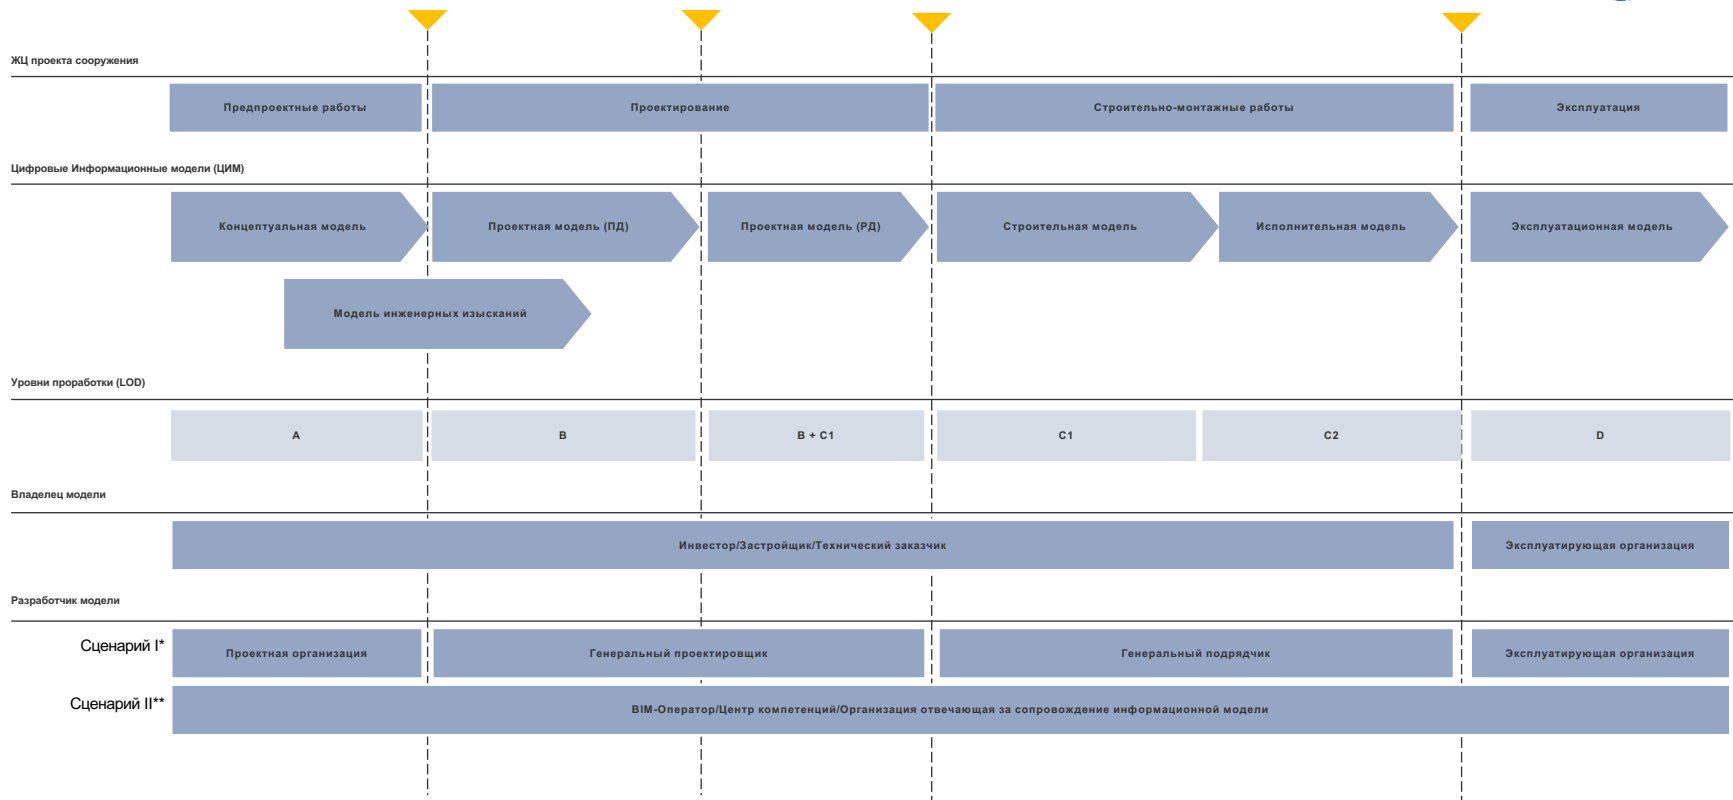 ЖЦ проекта сооружения
Предпроектные работы
Проектирование
Строительно-монтажные работы
Эксплуатация
Цифровые Информационные модели (ЦИМ)
Концептуальная модель
Проектная модель (ПД)
Проектная модель (РД)
Строительная модель
Исполнительная модель
Эксплуатационная модель
Модель инженерных изысканий
Уровни проработки (LOD)
A
B
B + C1
C1
C2
D
Владелец модели
Инвестор/Застройщик/Технический заказчик
Эксплуатирующая организация
Разработчик модели
Сценарий I*
Проектная организация
Генеральный проектировщик
Генеральный подрядчик
Эксплуатирующая организация
Сценарий II**
BIM-Оператор/Центр компетенций/Организация отвечающая за сопровождение информационной модели